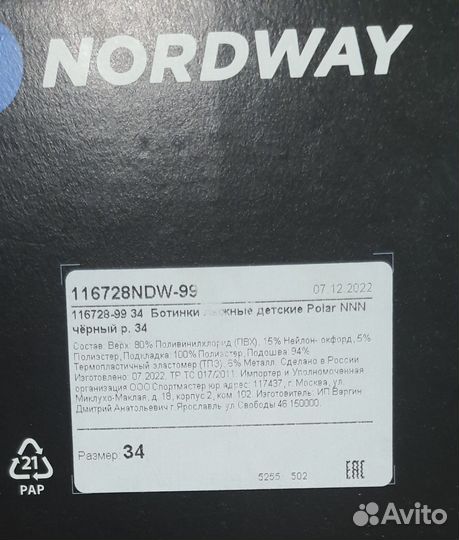 NORDWAY
116728NDW-99 07.12.2022
116728-99 34 Ботинки лыжные детские Polar NNN
чёрный р. 34
Состав: Верх: 80% Поливинилхлорид (ПВХ), 15% Нейлон- окфорд, 5%
Полиэстер, Подкладка: 100% Полиэстер, Подошва: 94%
Термопластичный эластомер (ТПЭ), 6% Металл. Сделано в России
Изготовлено: 07.2022. ТР ТС 017/2011. Импортер и Уполномоченная
организация ООО Спортмастер юр.адрес: 117437, г. Москва, ул.
Миклухо-Маклая, д.18, корпус 2, ком. 102. Изготовитель: ИП Вартин
Дмитрий Анатольевич г.Ярославль ул.Свободы 46 150000.
Размер: 34
5255 502 EAC
21
PAP
Avito